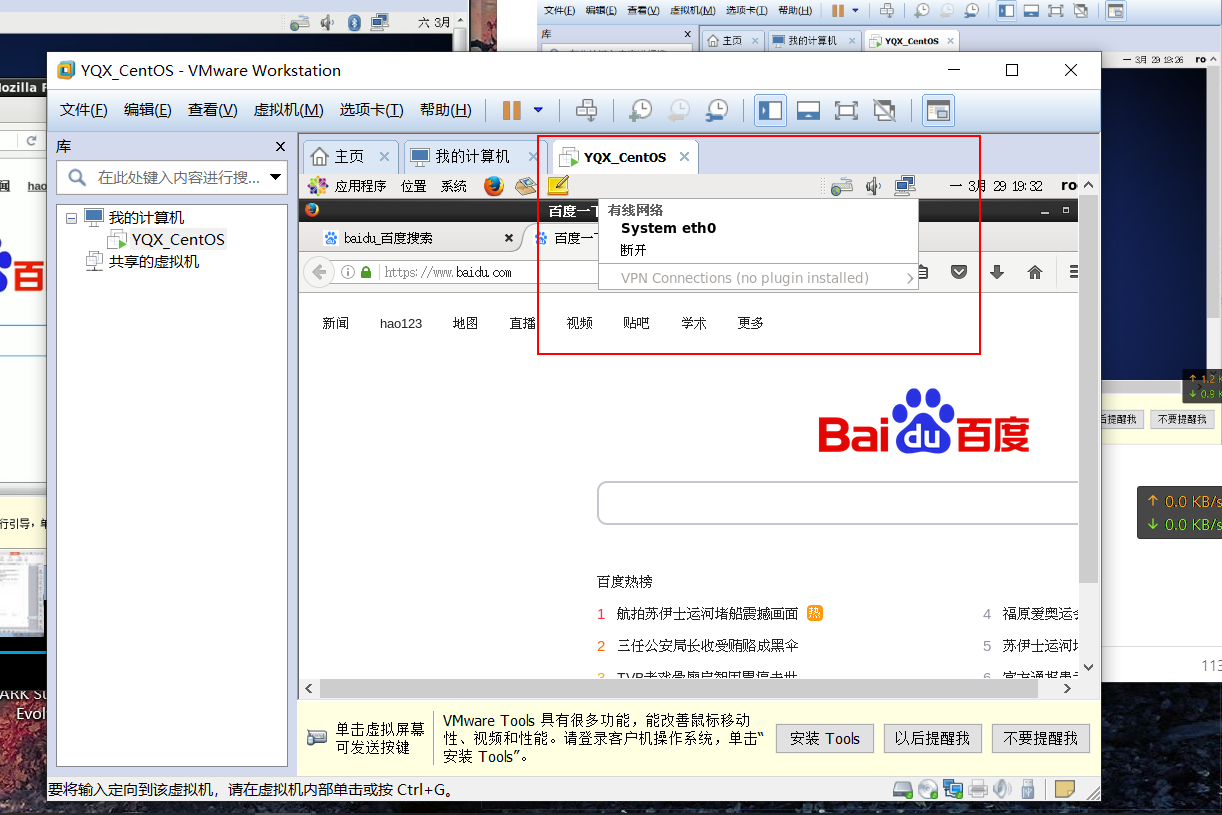 六 3月
文件(F) 编辑(E) 查看(V) 虚拟机(M) 选项卡(T) 帮助(H)
库
主页
我的计算机
YQX_CentOS
一 3月 29 19:26 ro
ozilla F
hao
百
YQX_CentOS - VMware Workstation
文件(F) 编辑(E) 查看(V) 虚拟机(M) 选项卡(T) 帮助(H)
库
在此处键入内容进行搜...
我的计算机
YQX_CentOS
共享的虚拟机
主页
我的计算机
YQX_CentOS
应用程序 位置 系统
一 3月 29 19:32 ro
百度一下
有线网络
System eth0
断开
VPN Connections (no plugin installed)
baidu_百度搜索
百度一下
https://www.baidu.com
新闻 hao123 地图 直播 视频 贴吧 学术 更多
Baidu百度
百度热榜
1 航拍苏伊士运河堵船震撼画面 热
4 福原爱奥运会
2 三任公安局长收受贿赂成黑伞
5 苏伊士运河堵
3
6
单击虚拟屏幕
可发送按键
VMware Tools 具有很多功能，能改善鼠标移动
性、视频和性能。请登录客户机操作系统，单击“
安装 Tools”。
安装 Tools
以后提醒我
不要提醒我
要将输入定向到该虚拟机，请在虚拟机内部单击或按 Ctrl+G。
1.2 K
0.9 K
后提醒我
不要提醒我
0.0 KB/s
0.0 KB/s
113
行引导，单
ARK Su
Evol